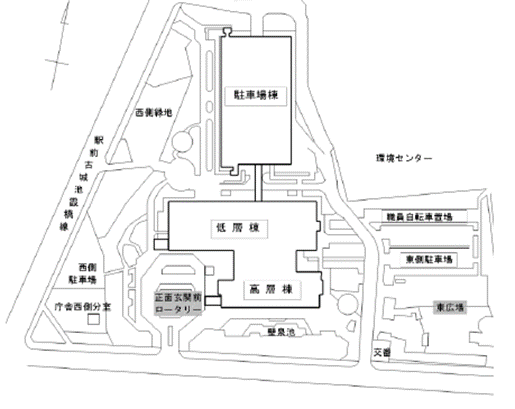 駐車場棟
西側緑地
環境センター
駅前古城池霞橋線
職員自転車置場
低層棟
東側駐車場
西側
駐車場
高層棟
正面玄関前
ロータリー
庁舎西側分室
東広場
璧泉池
交番